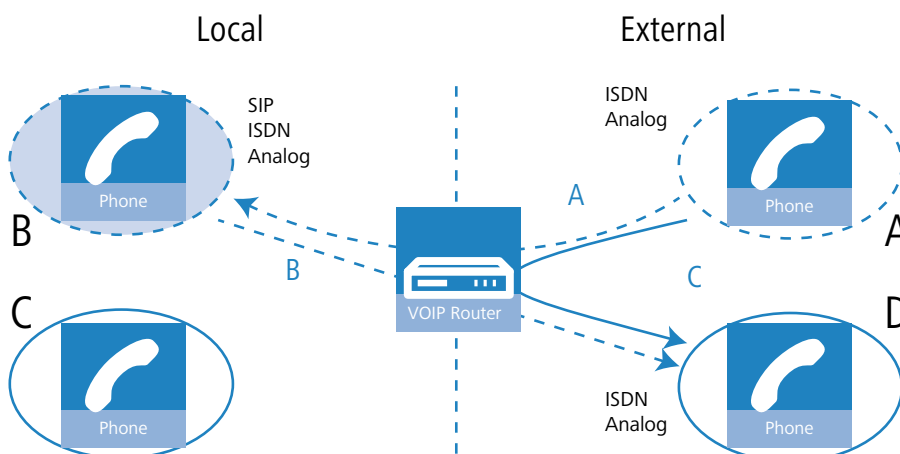 Local
External
SIP
ISDN
Analog
ISDN
Analog
Phone
Phone
A
B
A
B
C
C
D
VOIP Router
Phone
Phone
ISDN
Analog